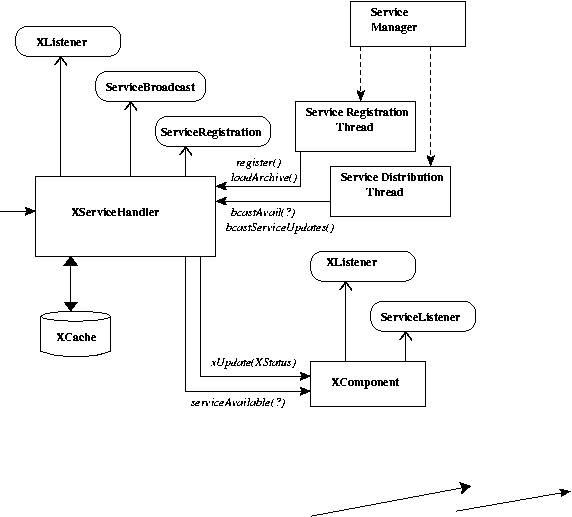 Service
Manager
XListener
ServiceBroadcast
Service Registration
Thread
ServiceRegistration
register()
loadArchive()
Service Distribution
Thread
XServiceHandler
bcastAvail(?)
bcastServiceUpdates()
XListener
ServiceListener
XCache
xUpdate(XStatus)
XComponent
serviceAvailable(?)